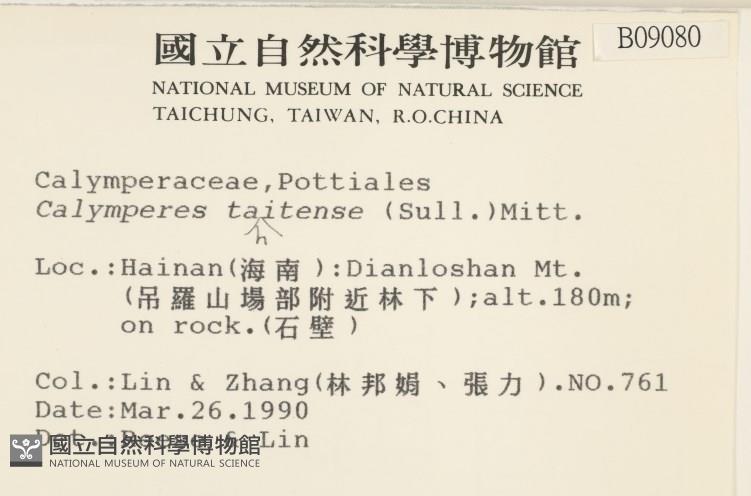 國立自然科學博物館
B09080
NATIONAL MUSEUM OF NATURAL SCIENCE
TAICHUNG, TAIWAN, R.O.CHINA
Calymperaceae,Pottiales
Calymperes taitense (Sull.)Mitt.
h
Loc.:Hainan(海南):Dianloshan Mt.
(吊羅山場部附近林下);alt.180m;
on rock.(石壁)
Col.:Lin & Zhang(林邦娟、張力).NO.761
Date:Mar.26.1990
Det.: & Lin
國立自然科學博物館
NATIONAL MUSEUM OF NATURAL SCIENCE